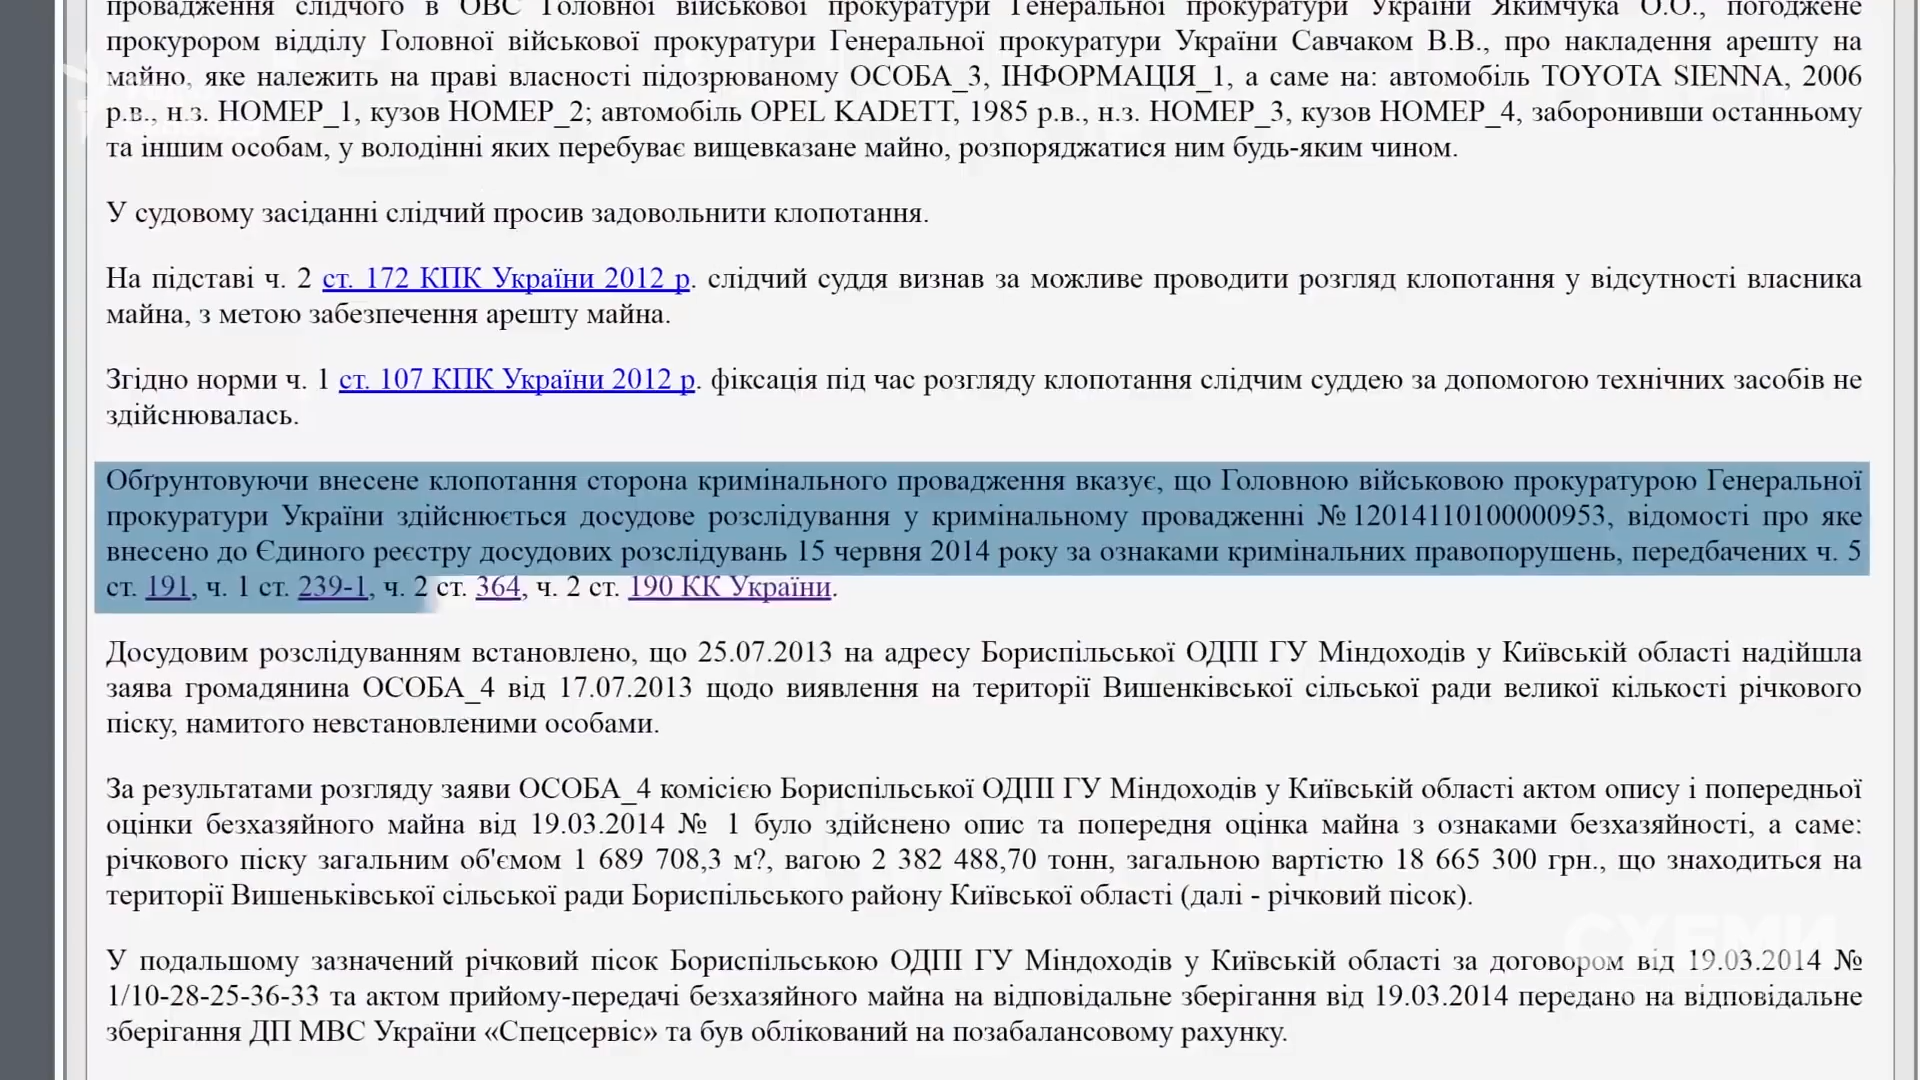 провадження слідчого в ОВС Головної військової прокуратури Генеральної прокуратури України Якимчука О.О., погоджене
прокурором відділу Головної військової прокуратури Генеральної прокуратури України Савчаком В.В., про накладення арешту на
майно, яке належить на праві власності підозрюваному ОСОБА_3, ІНФОРМАЦІЯ_1, а саме на: автомобіль TOYOTA SIENNA, 2006
р.в., н.з. НОМЕР_1, кузов НОМЕР_2; автомобіль OPEL KADETT, 1985 р.в., н.з. НОМЕР_3, кузов НОМЕР_4, заборонивши останньому
та іншим особам, у володінні яких перебуває вищевказане майно, розпоряджатися ним будь-яким чином.
У судовому засіданні слідчий просив задовольнити клопотання.
На підставі ч. 2 ст. 172 КПК України 2012 р. слідчий суддя визнав за можливе проводити розгляд клопотання у відсутності власника
майна, з метою забезпечення арешту майна.
Згідно норми ч. 1 ст. 107 КПК України 2012 р. фіксація під час розгляду клопотання слідчим суддею за допомогою технічних засобів не
здійснювалась.
Обґрунтовуючи внесене клопотання сторона кримінального провадження вказує, що Головною військовою прокуратурою Генеральної
прокуратури України здійснюється досудове розслідування у кримінальному провадженні №12014110100000953, відомості про яке
внесено до Єдиного реєстру досудових розслідувань 15 червня 2014 року за ознаками кримінальних правопорушень, передбачених ч. 5
ст. 191, ч. 1 ст. 239-1, ч. 2 ст. 364, ч. 2 ст. 190 КК України.
Досудовим розслідуванням встановлено, що 25.07.2013 на адресу Бориспільської ОДПІ ГУ Міндоходів у Київській області надійшла
заява громадянина ОСОБА_4 від 17.07.2013 щодо виявлення на території Вишенківської сільської ради великої кількості річкового
піску, намитого невстановленими особами.
За результатами розгляду заяви ОСОБА_4 комісією Бориспільської ОДПІ ГУ Міндоходів у Київській області актом опису і попередньої
оцінки безхазяйного майна від 19.03.2014 № 1 було здійснено опис та попередня оцінка майна з ознаками безхазяйності, а саме:
річкового піску загальним об'ємом 1 689 708,3 м?, вагою 2 382 488,70 тонн, загальною вартістю 18 665 300 грн., що знаходиться на
території Вишеньківської сільської ради Бориспільського району Київської області (далі - річковий пісок).
У подальшому зазначений річковий пісок Бориспільською ОДПІ ГУ Міндоходів у Київській області за договором від 19.03.2014 №
1/10-28-25-36-33 та актом прийому-передачі безхазяйного майна на відповідальне зберігання від 19.03.2014 передано на відповідальне
зберігання ДП МВС України «Спецсервіс» та був облікований на позабалансовому рахунку.
СХЕМИ